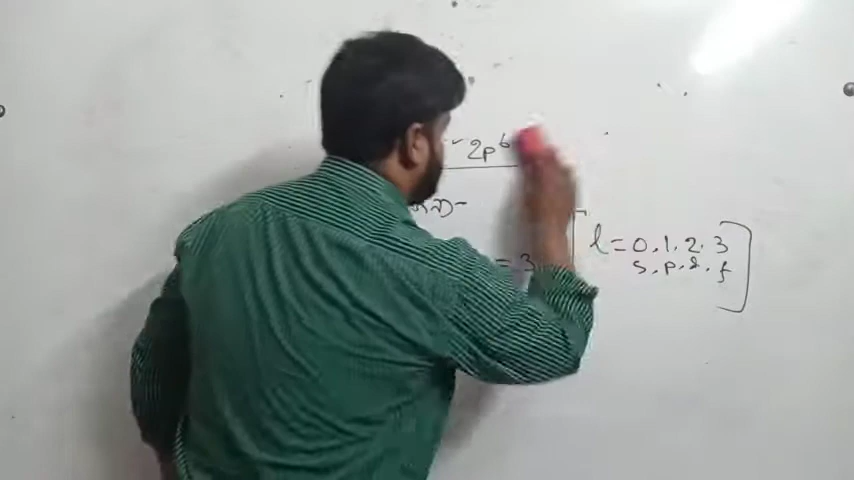 2p⁶
= 3
l = 0, 1, 2, 3
s, p, d, f